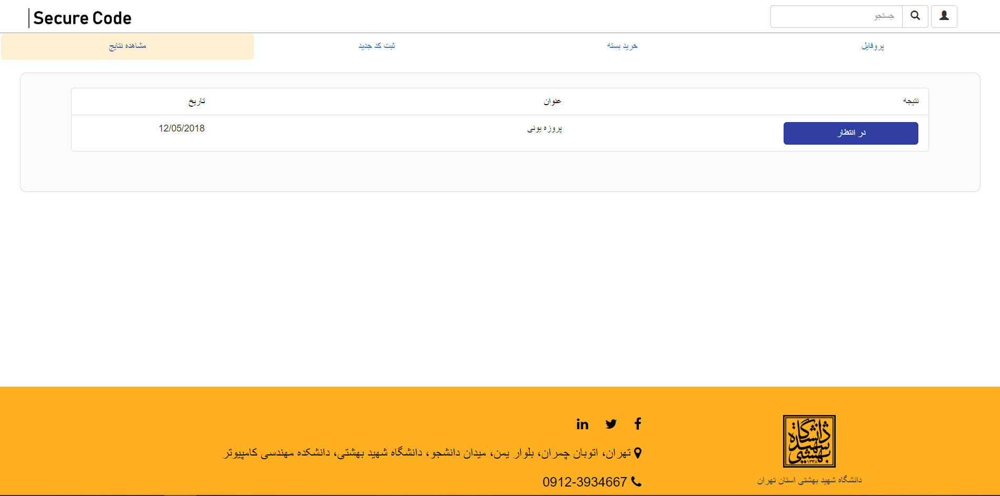 Secure Code
جستجو
پروفایل
خرید بسته
ثبت کد جدید
مشاهده نتایج
نتیجه
عنوان
تاریخ
در انتظار
پروزه یونی
12/05/2018
دانشگاه شهید بهشتی
۱۳۳۸
دانشگاه شهید بهشتی استان تهران
تهران، اتوبان چمران، بلوار یمن، میدان دانشجو، دانشگاه شهید بهشتی، دانشکده مهندسی کامپیوتر
0912-3934667